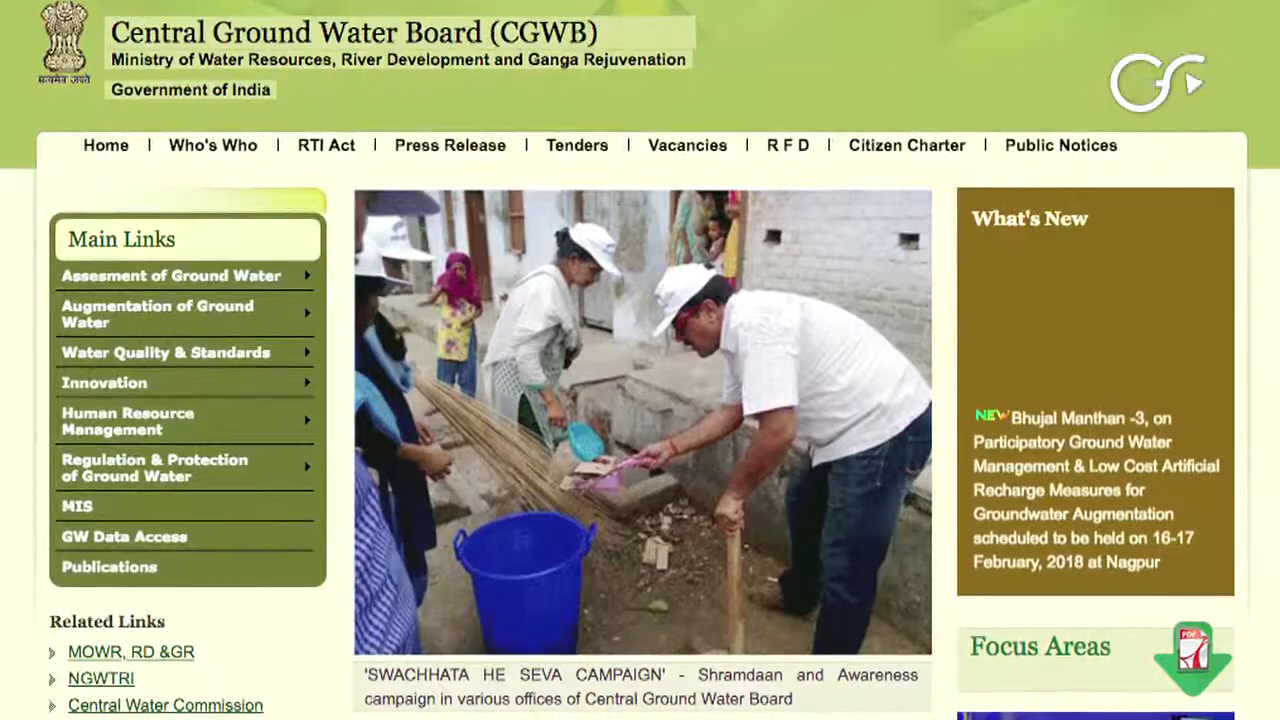 Central Ground Water Board (CGWB)
Ministry of Water Resources, River Development and Ganga Rejuvenation
Government of India
सत्यमेव जयते
Home | Who's Who | RTI Act | Press Release | Tenders | Vacancies | R F D | Citizen Charter | Public Notices
Main Links
Assesment of Ground Water
Augmentation of Ground
Water
Water Quality & Standards
Innovation
Human Resource
Management
Regulation & Protection
of Ground Water
MIS
GW Data Access
Publications
Related Links
MOWR, RD &GR
NGWTRI
Central Water Commission
'SWACHHATA HE SEVA CAMPAIGN' - Shramdaan and Awareness
campaign in various offices of Central Ground Water Board
What's New
NEW Bhujal Manthan -3, on
Participatory Ground Water
Management & Low Cost Artificial
Recharge Measures for
Groundwater Augmentation
scheduled to be held on 16-17
February, 2018 at Nagpur
Focus Areas
PDF